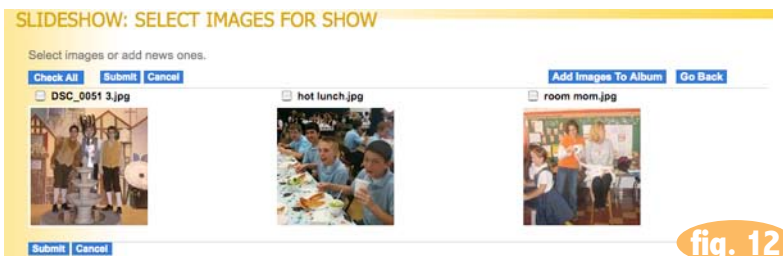 SLIDESHOW: SELECT IMAGES FOR SHOW
Select images or add news ones.
Check All Submit Cancel Add Images To Album Go Back
DSC_0051 3.jpg hot lunch.jpg room mom.jpg
Submit Cancel
fig. 12